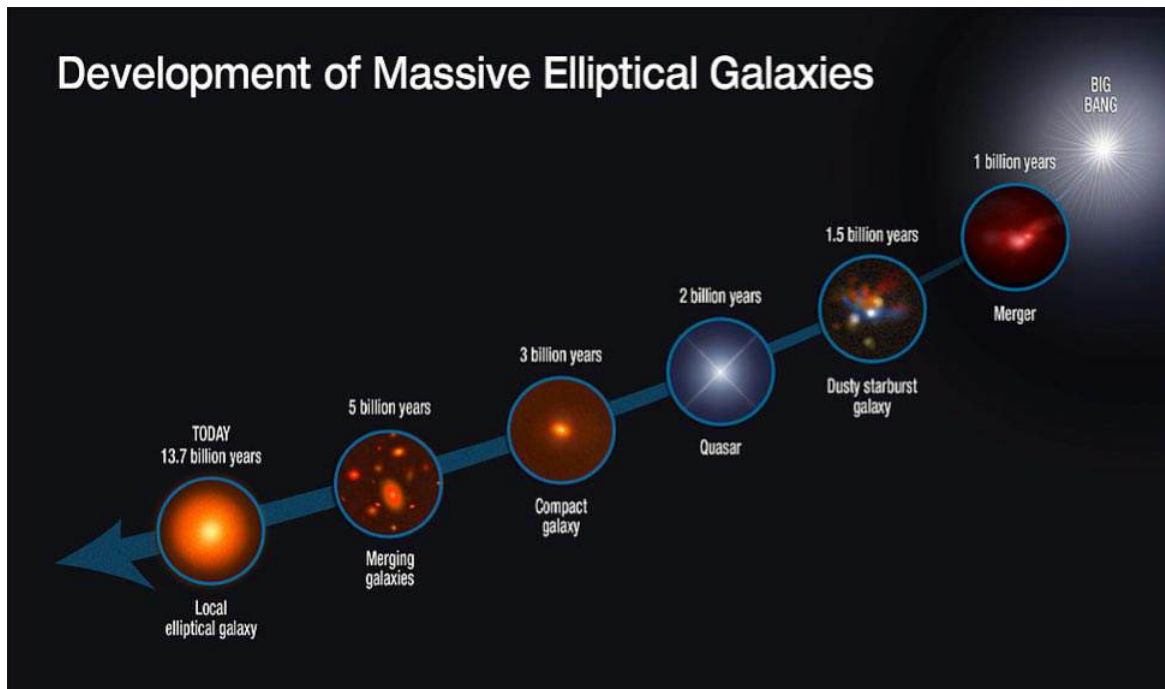 Development of Massive Elliptical Galaxies
BIG
BANG
1 billion years
Merger
1.5 billion years
Dusty starburst
galaxy
2 billion years
Quasar
3 billion years
Compact
galaxy
5 billion years
Merging
galaxies
TODAY
13.7 billion years
Local
elliptical galaxy